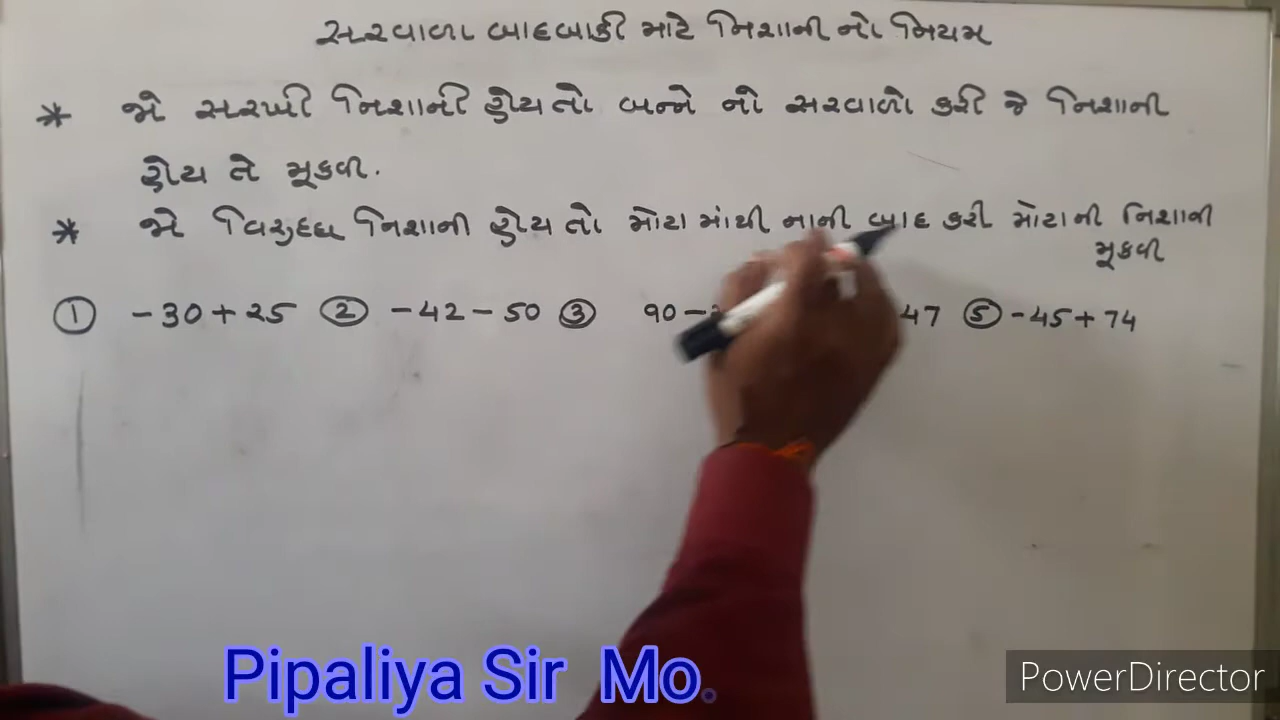 સરવાળા બાદબાકી માટે નિશાની નો નિયમ
* જો સરખી નિશાની હોય તો બન્ને નો સરવાળો કરી જે નિશાની
હોય તે મૂકવી.
* જો વિરુદ્ધ નિશાની હોય તો મોટા માંથી નાની બાદ કરી મોટાની નિશાની
મૂકવી
① -30+25 ② -42-50 ③ 90- 47 ⑤ -45+74
Pipaliya Sir Mo.
PowerDirector